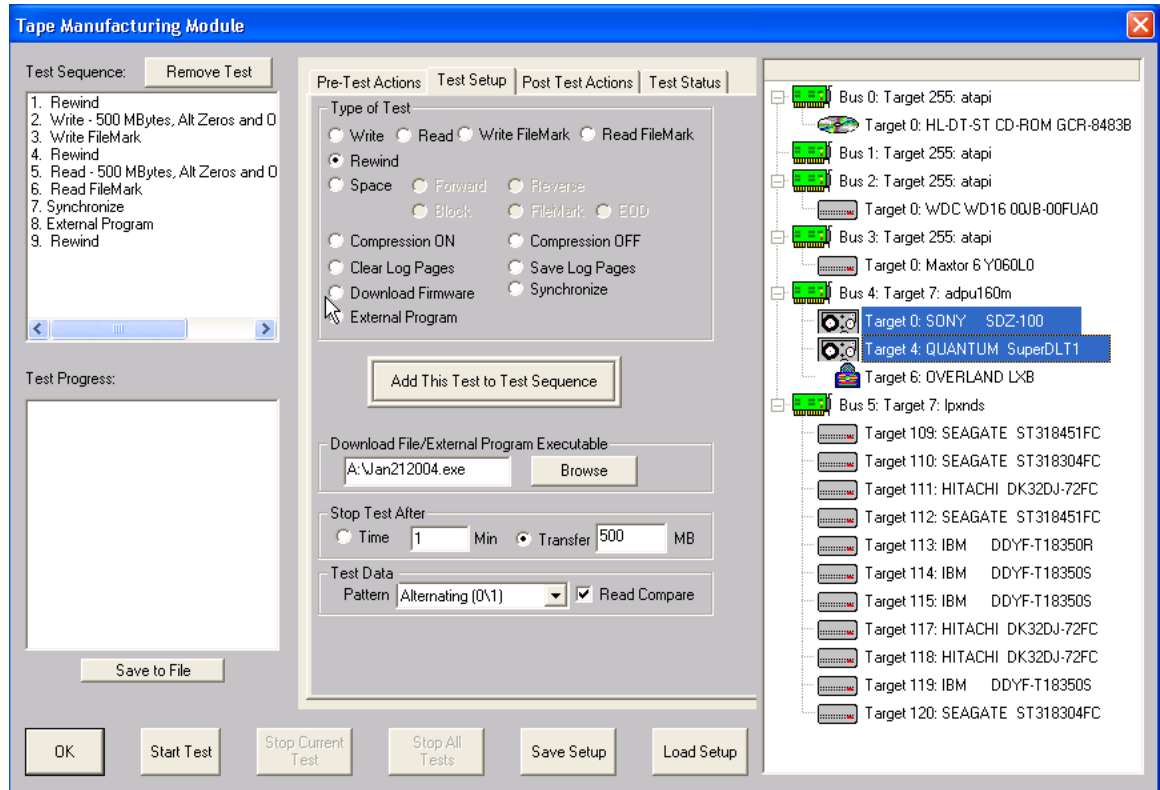 Tape Manufacturing Module
Test Sequence:
Remove Test
1. Rewind
2. Write - 500 MBytes, Alt Zeros and O
3. Write FileMark
4. Rewind
5. Read - 500 MBytes, Alt Zeros and O
6. Read FileMark
7. Synchronize
8. External Program
9. Rewind
Test Progress:
Save to File
Pre-Test Actions
Test Setup
Post Test Actions
Test Status
Type of Test
Write Read Write FileMark Read FileMark
Rewind
Space Forward Reverse
Block FileMark EOD
Compression ON Compression OFF
Clear Log Pages Save Log Pages
Download Firmware Synchronize
External Program
Add This Test to Test Sequence
Download File/External Program Executable
A:\Jan212004.exe Browse
Stop Test After
Time 1 Min Transfer 500 MB
Test Data
Pattern Alternating (0\1) Read Compare
Bus 0: Target 255: atapi
Target 0: HL-DT-ST CD-ROM GCR-8483B
Bus 1: Target 255: atapi
Bus 2: Target 255: atapi
Target 0: WDC WD16 00JB-00FUA0
Bus 3: Target 255: atapi
Target 0: Maxtor 6 Y060L0
Bus 4: Target 7: adpu160m
Target 0: SONY SDZ-100
Target 4: QUANTUM SuperDLT1
Target 6: OVERLAND LXB
Bus 5: Target 7: lpxnds
Target 109: SEAGATE ST318451FC
Target 110: SEAGATE ST318304FC
Target 111: HITACHI DK32DJ-72FC
Target 112: SEAGATE ST318451FC
Target 113: IBM DDYF-T18350R
Target 114: IBM DDYF-T18350S
Target 115: IBM DDYF-T18350S
Target 117: HITACHI DK32DJ-72FC
Target 118: HITACHI DK32DJ-72FC
Target 119: IBM DDYF-T18350S
Target 120: SEAGATE ST318304FC
OK
Start Test
Stop Current
Test
Stop All
Tests
Save Setup
Load Setup